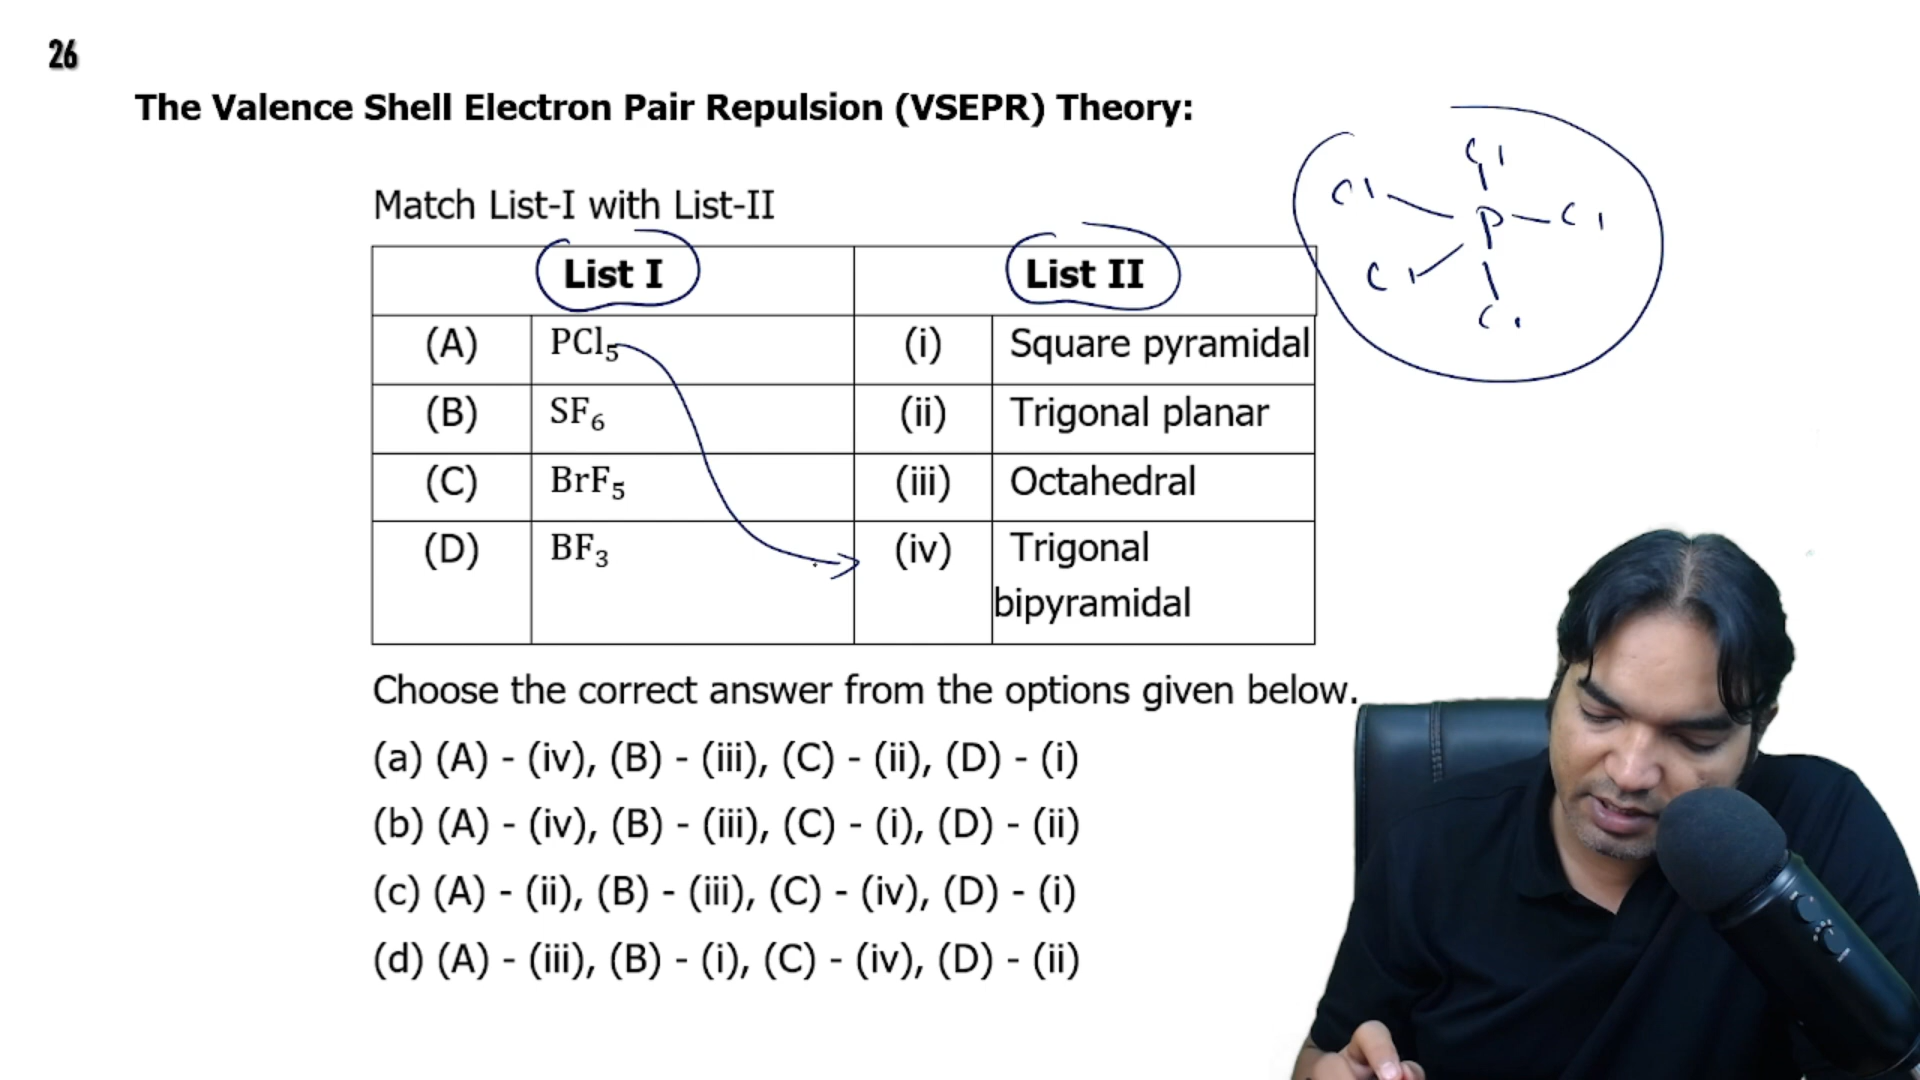 26
The Valence Shell Electron Pair Repulsion (VSEPR) Theory:
Match List-I with List-II
List I List II
(A) PCl₅ (i) Square pyramidal
(B) SF₆ (ii) Trigonal planar
(C) BrF₅ (iii) Octahedral
(D) BF₃ (iv) Trigonal
bipyramidal
Choose the correct answer from the options given below.
(a) (A) - (iv), (B) - (iii), (C) - (ii), (D) - (i)
(b) (A) - (iv), (B) - (iii), (C) - (i), (D) - (ii)
(c) (A) - (ii), (B) - (iii), (C) - (iv), (D) - (i)
(d) (A) - (iii), (B) - (i), (C) - (iv), (D) - (ii)
Cl
Cl P Cl
Cl
Cl